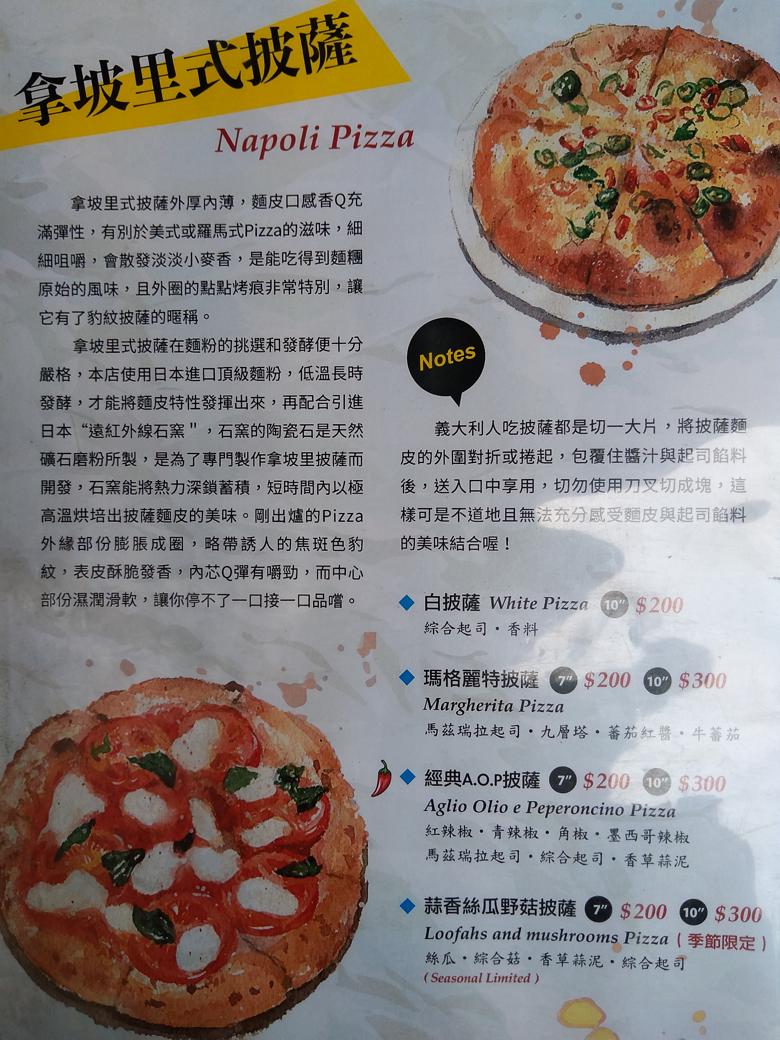 拿坡里式披薩
Napoli Pizza
拿坡里式披薩外厚內薄，麵皮口感香Q充
滿彈性，有別於美式或羅馬式Pizza的滋味，細
細咀嚼，會散發淡淡小麥香，是能吃得到麵糰
原始的風味，且外圈的點點烤痕非常特別，讓
它有了豹紋披薩的暱稱。
拿坡里式披薩在麵粉的挑選和發酵便十分
嚴格，本店使用日本進口頂級麵粉，低溫長時
發酵，才能將麵皮特性發揮出來，再配合引進
日本“遠紅外線石窯＂，石窯的陶瓷石是天然
礦石磨粉所製，是為了專門製作拿坡里披薩而
開發，石窯能將熱力深鎖蓄積，短時間內以極
高溫烘培出披薩麵皮的美味。剛出爐的Pizza
外緣部份膨脹成圈，略帶誘人的焦斑色豹
紋，表皮酥脆發香，內芯Q彈有嚼勁，而中心
部份濕潤滑軟，讓你停不了一口接一口品嚐。
Notes
義大利人吃披薩都是切一大片，將披薩麵
皮的外圍對折或捲起，包覆住醬汁與起司餡料
後，送入口中享用，切勿使用刀叉切成塊，這
樣可是不道地且無法充分感受麵皮與起司餡料
的美味結合喔！
白披薩 White Pizza 10" $200
綜合起司・香料
瑪格麗特披薩 7" $200 10" $300
Margherita Pizza
馬茲瑞拉起司・九層塔・蕃茄紅醬・牛蕃茄
經典A.O.P披薩 7" $200 10" $300
Aglio Olio e Peperoncino Pizza
紅辣椒・青辣椒・角椒・墨西哥辣椒
馬茲瑞拉起司・綜合起司・香草蒜泥
蒜香絲瓜野菇披薩 7" $200 10" $300
Loofahs and mushrooms Pizza（季節限定）
絲瓜・綜合菇・香草蒜泥・綜合起司
( Seasonal Limited )